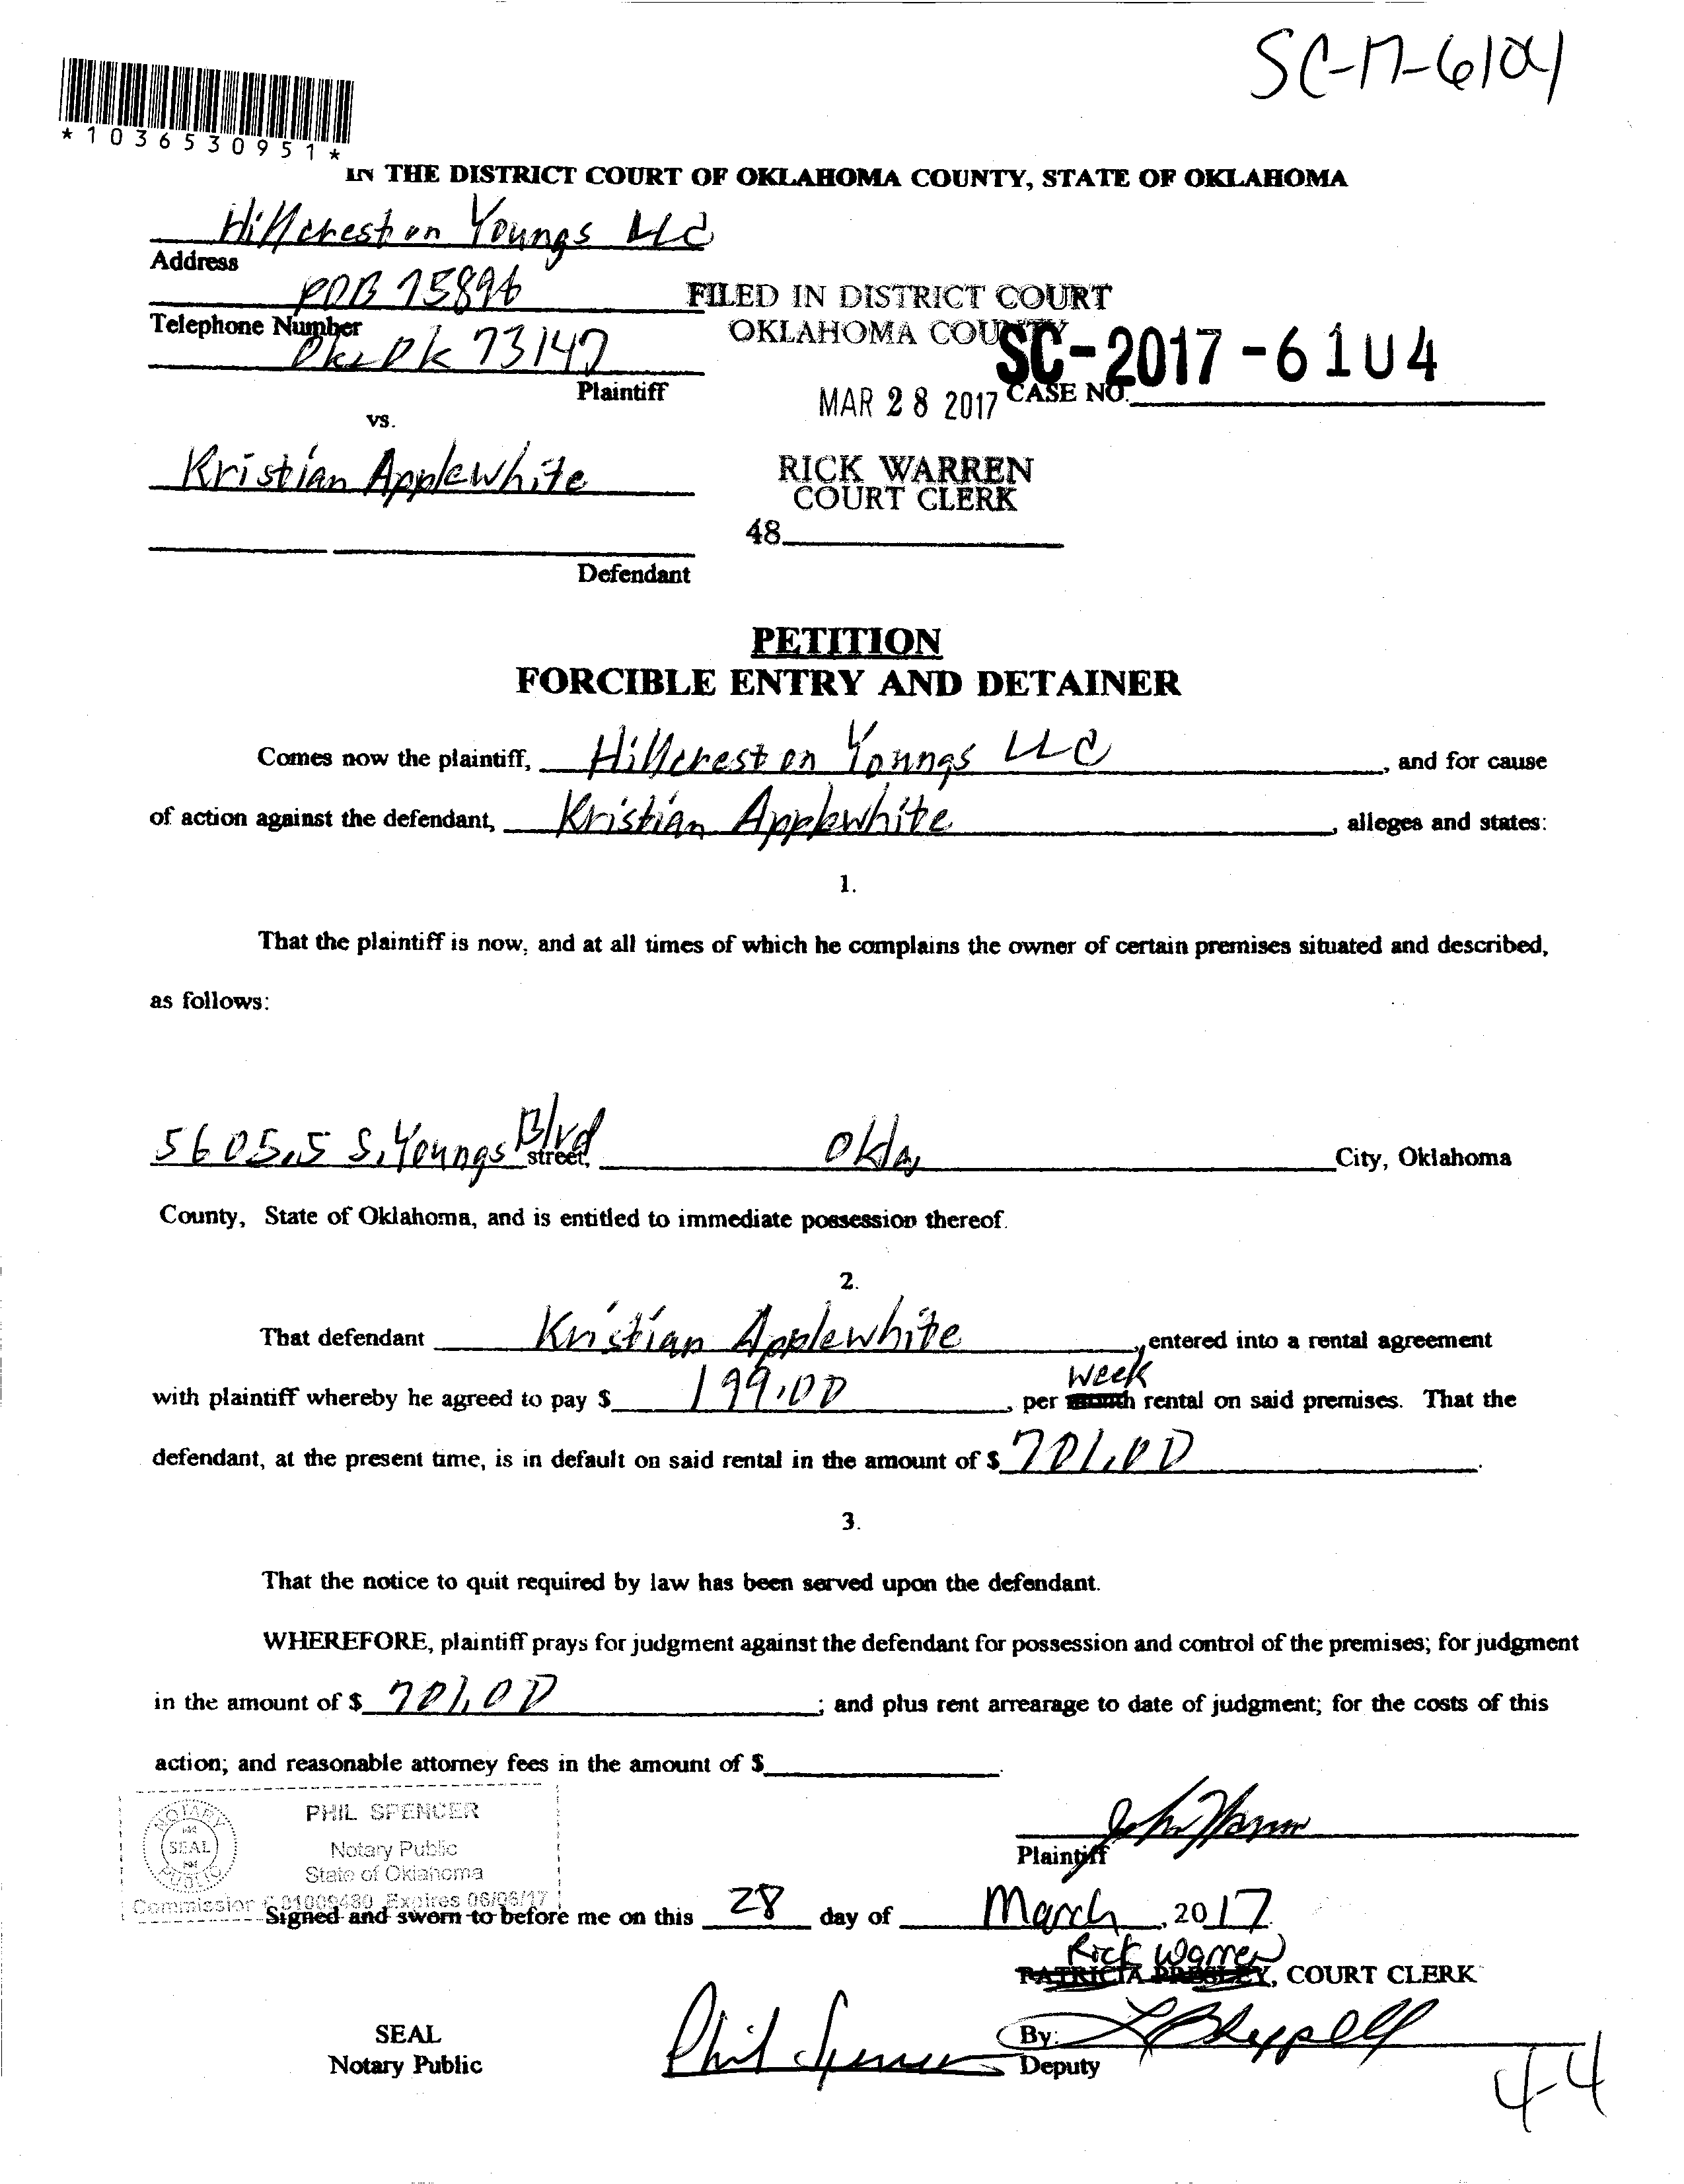 SC-17-6104
*1036530951*
IN THE DISTRICT COURT OF OKLAHOMA COUNTY, STATE OF OKLAHOMA
Hillcrest on Youngs LLC
Address
POB 75896
FILED IN DISTRICT COURT
OKLAHOMA COUNTY
Telephone Number
Okc Ok 73147
SC-2017-6104
Plaintiff
MAR 28 2017
CASE NO.
vs.
Kristian Applewhite
RICK WARREN
COURT CLERK
48
Defendant
PETITION
FORCIBLE ENTRY AND DETAINER
Comes now the plaintiff, Hillcrest on Youngs LLC, and for cause
of action against the defendant, Kristian Applewhite, alleges and states:
1.
That the plaintiff is now, and at all times of which he complains the owner of certain premises situated and described,
as follows:
5605.5 S. Youngs Blvd street, Okla, City, Oklahoma
County, State of Oklahoma, and is entitled to immediate possession thereof.
2.
That defendant Kristian Applewhite, entered into a rental agreement
week
with plaintiff whereby he agreed to pay $ 199.00, per month rental on said premises. That the
defendant, at the present time, is in default on said rental in the amount of $ 701.00.
3.
That the notice to quit required by law has been served upon the defendant.
WHEREFORE, plaintiff prays for judgment against the defendant for possession and control of the premises; for judgment
in the amount of $ 701.00; and plus rent arrearage to date of judgment; for the costs of this
action; and reasonable attorney fees in the amount of $
NOTARY
SEAL
PUBLIC
PHIL SPENCER
Notary Public
State of Oklahoma
Commission # 01009480 Expires 06/06/17
Plaintiff
Signed and sworn to before me on this 28 day of March, 2017.
Rick Warren
PATRICIA PRESLEY, COURT CLERK
SEAL
Notary Public
Phil Spencer
By:
Deputy
4-4